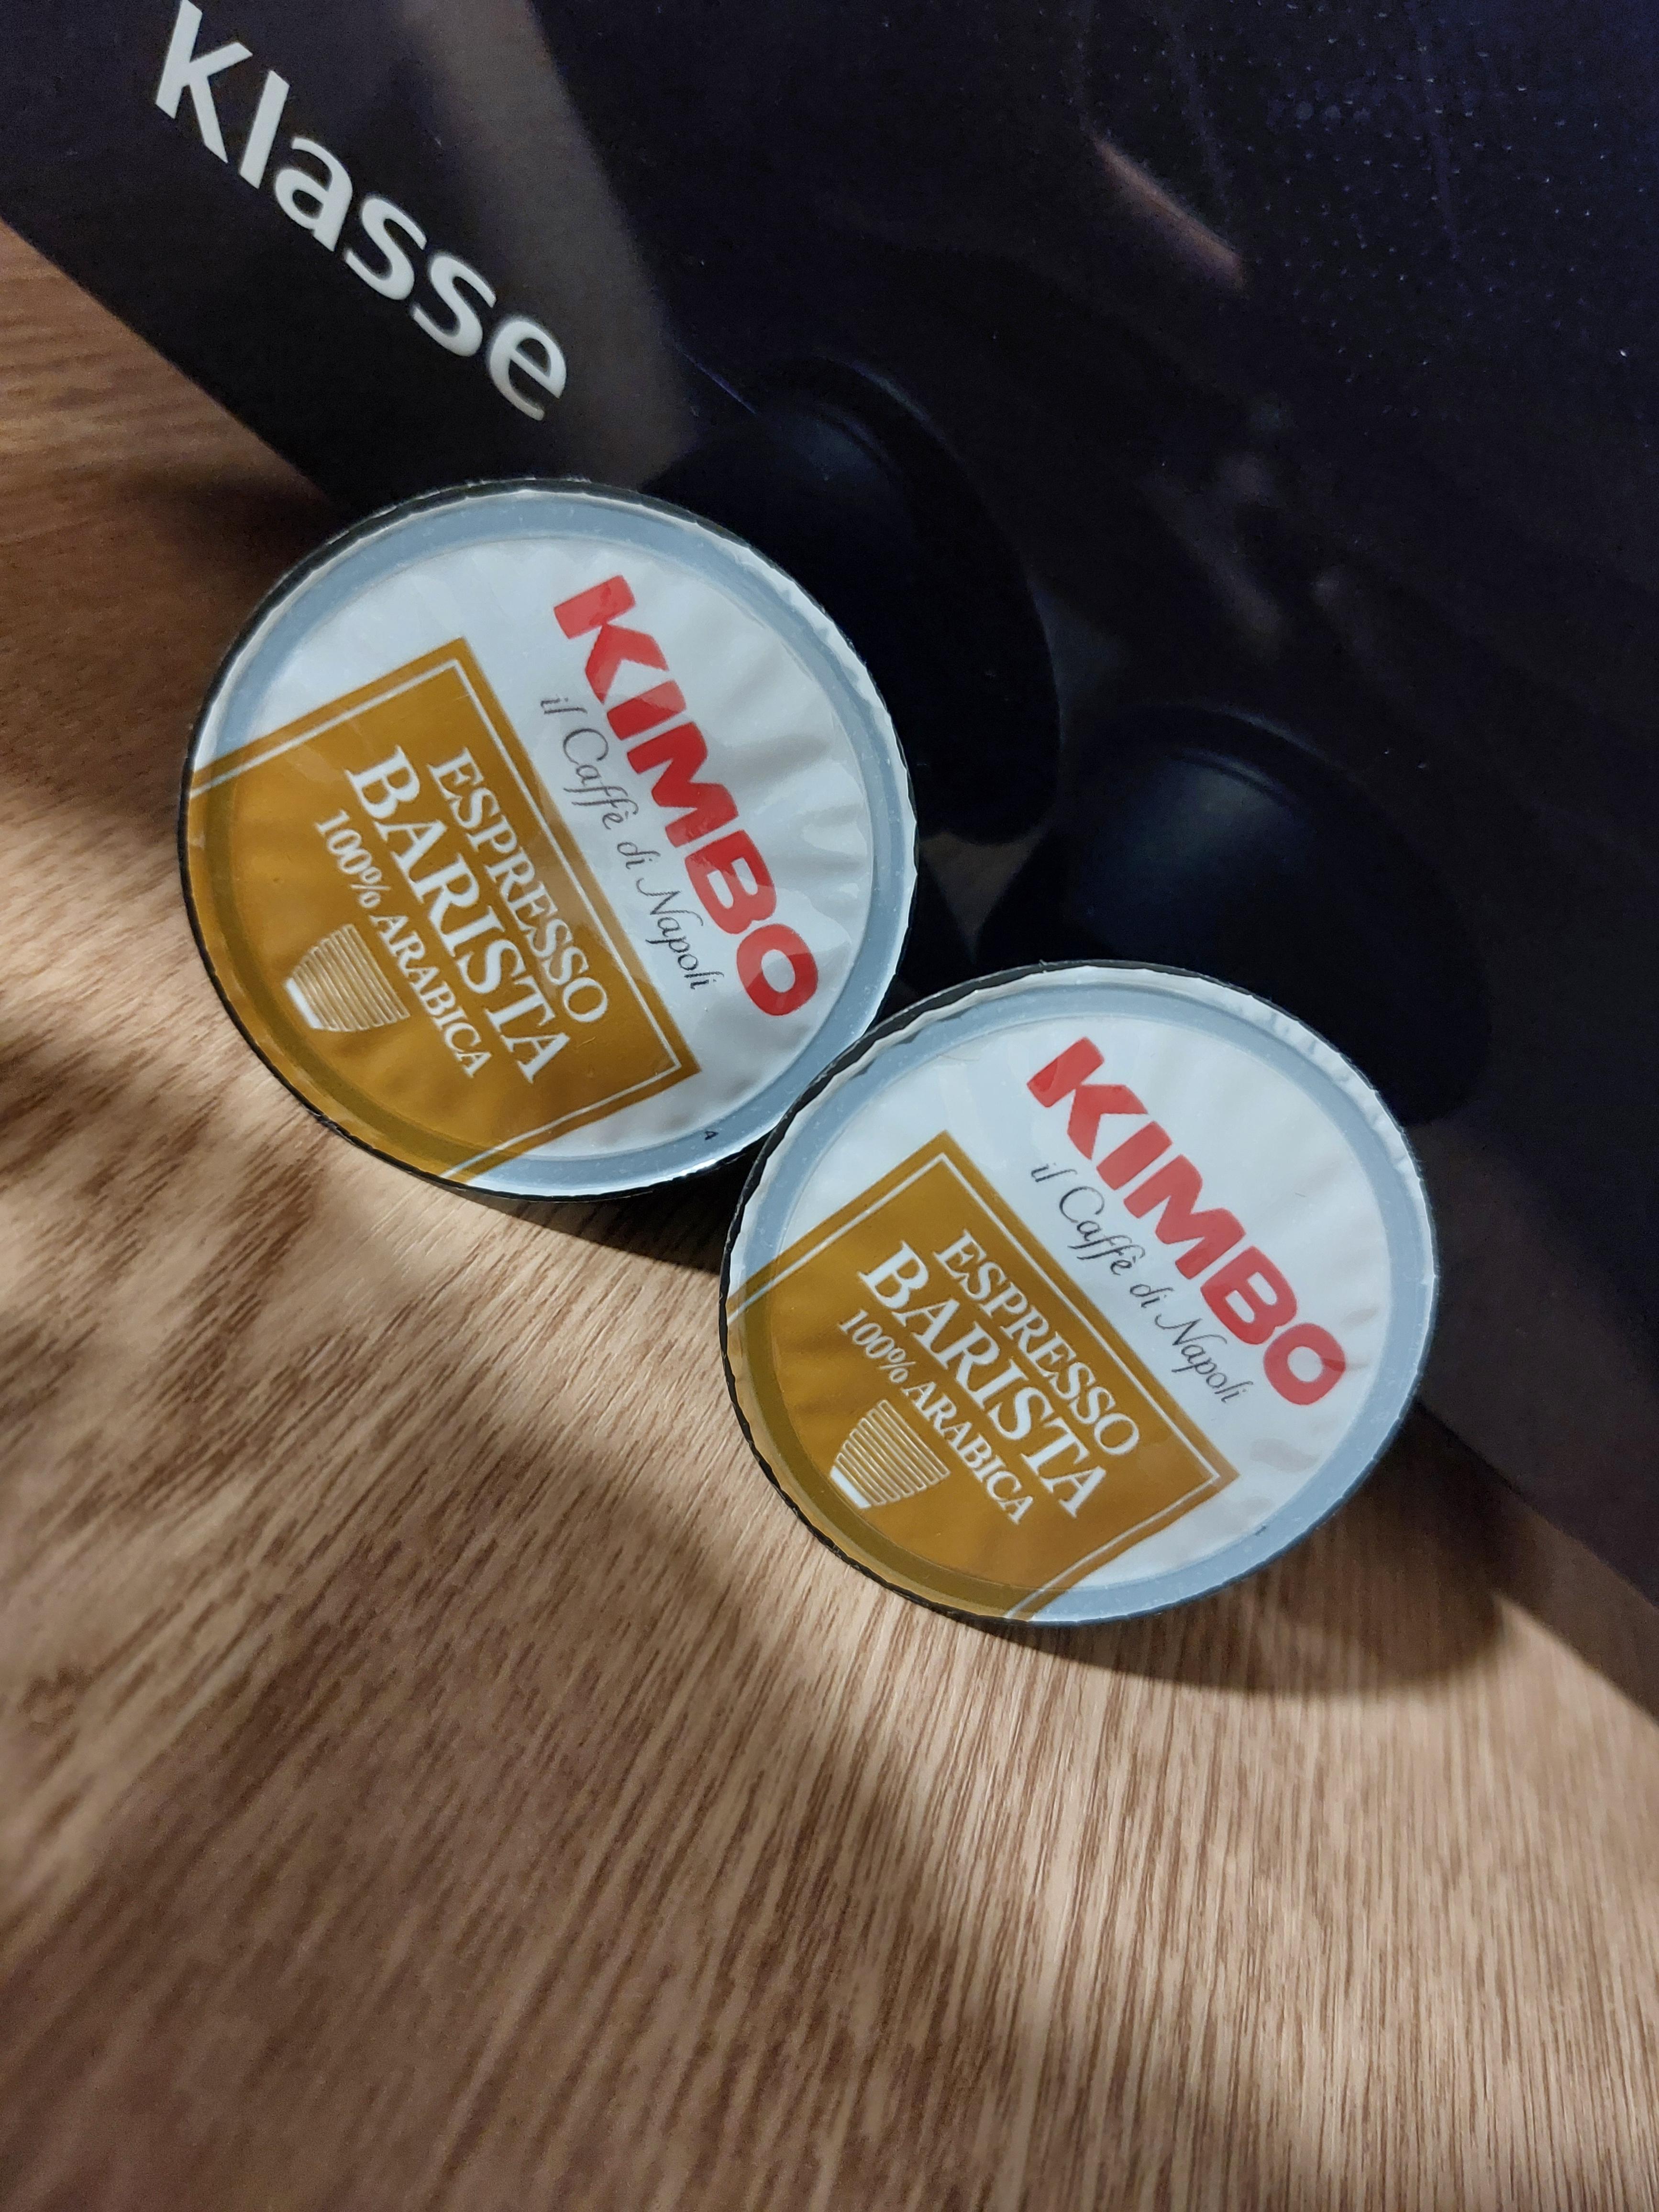 Klasse
KIMBO
il Caffè di Napoli
ESPRESSO
BARISTA
100% ARABICA
A
KIMBO
il Caffè di Napoli
ESPRESSO
BARISTA
100% ARABICA